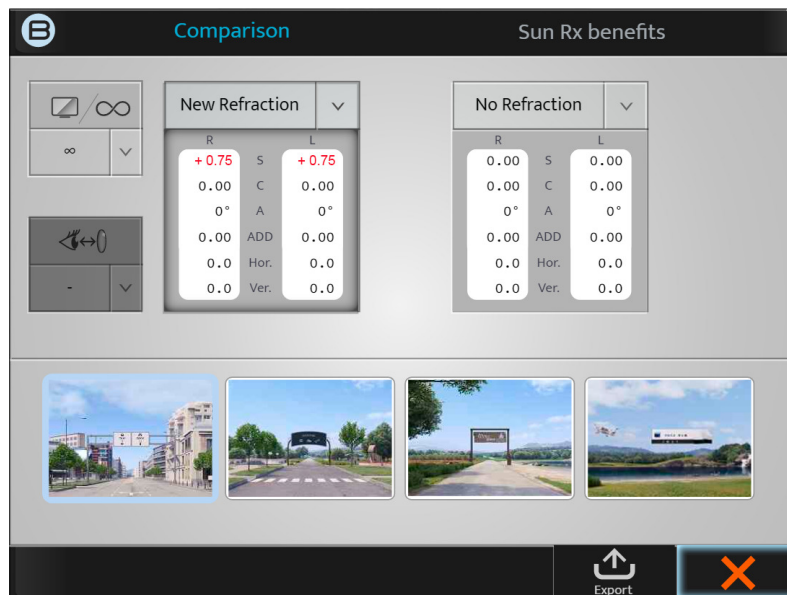 B
Comparison
Sun Rx benefits
/∞
∞
-
New Refraction
R L
+ 0.75 S + 0.75
0.00 C 0.00
0° A 0°
0.00 ADD 0.00
0.0 Hor. 0.0
0.0 Ver. 0.0
No Refraction
R L
0.00 S 0.00
0.00 C 0.00
0° A 0°
0.00 ADD 0.00
0.0 Hor. 0.0
0.0 Ver. 0.0
Export